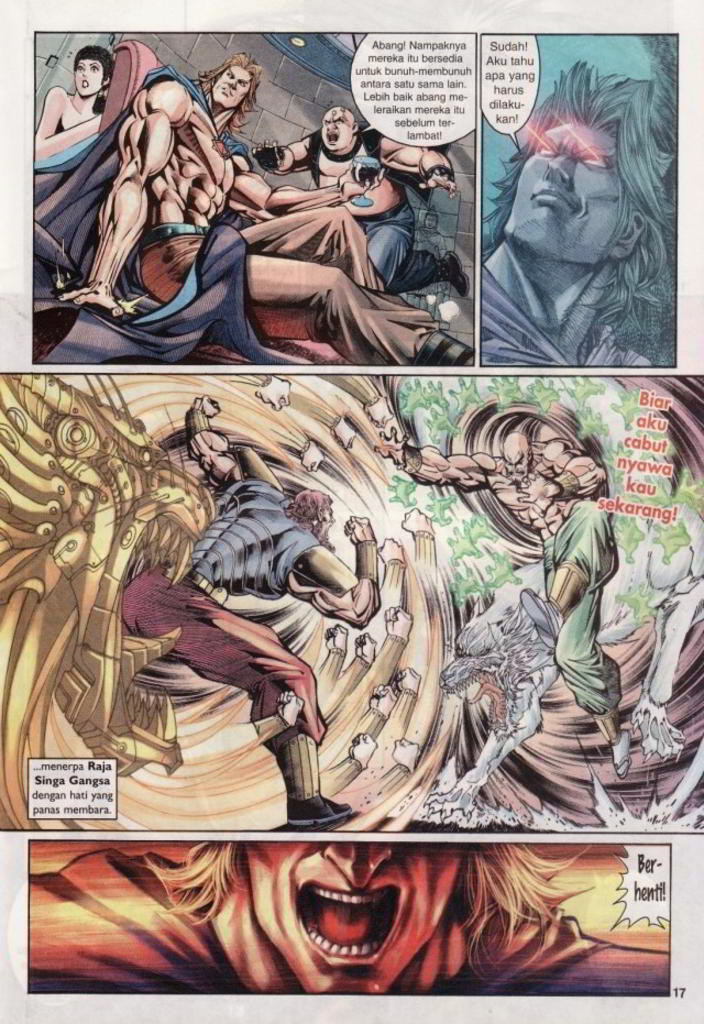 Abang! Nampaknya
mereka itu bersedia
untuk bunuh-membunuh
antara satu sama lain.
Lebih baik abang me-
leraikan mereka itu
sebelum ter-
lambat!
Sudah!
Aku tahu
apa yang
harus
dilaku-
kan!
Biar
aku
cabut
nyawa
kau
sekarang!
...menerpa Raja
Singa Gangsa
dengan hati yang
panas membara.
Ber-
henti!
17